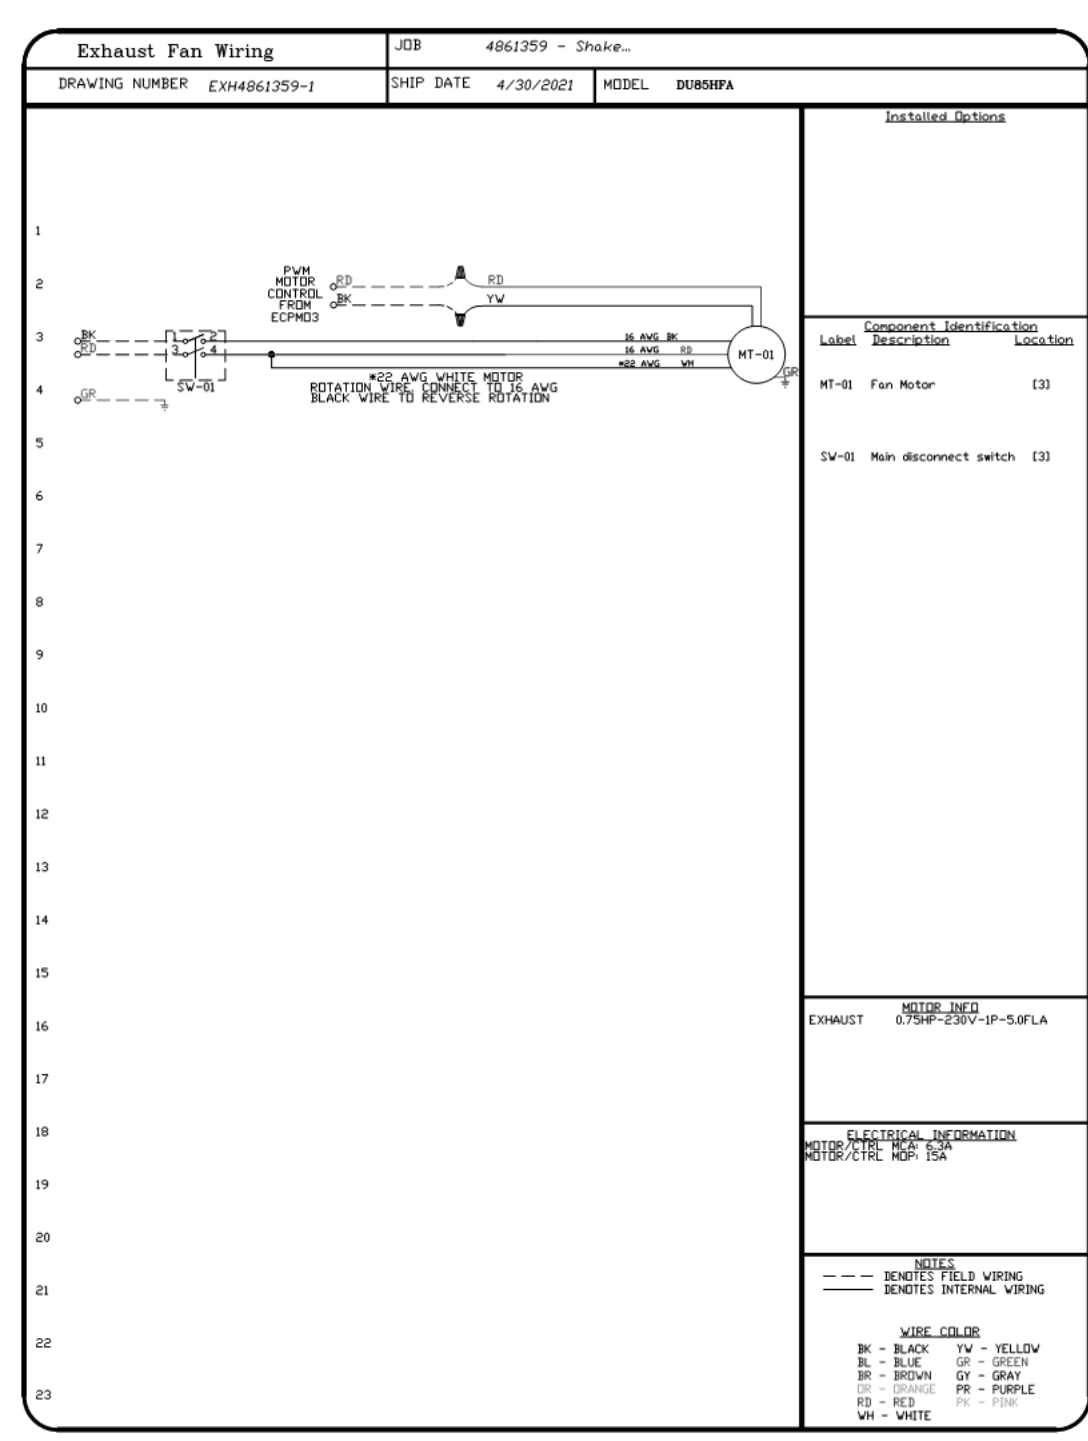 Exhaust Fan Wiring
JOB 4861359 - Shake...
DRAWING NUMBER EXH4861359-1
SHIP DATE 4/30/2021
MODEL DU85HFA
Installed Options
1
2
PWM
MOTOR
CONTROL
FROM
ECPM03
RD
BK
RD
YW
3
BK
RD
1 2
3 4
SW-01
16 AWG BK
16 AWG RD
*22 AWG WH
MT-01
GR
*22 AWG WHITE MOTOR
ROTATION WIRE. CONNECT TO 16 AWG
BLACK WIRE TO REVERSE ROTATION
4
GR
5
6
7
8
9
10
11
12
13
14
15
16
17
18
19
20
21
22
23
Component Identification
Label Description Location
MT-01 Fan Motor [3]
SW-01 Main disconnect switch [3]
MOTOR INFO
EXHAUST 0.75HP-230V-1P-5.0FLA
ELECTRICAL INFORMATION
MOTOR/CTRL MCA: 6.3A
MOTOR/CTRL MOP: 15A
NOTES
DENOTES FIELD WIRING
DENOTES INTERNAL WIRING
WIRE COLOR
BK - BLACK YW - YELLOW
BL - BLUE GR - GREEN
BR - BROWN GY - GRAY
OR - ORANGE PR - PURPLE
RD - RED PK - PINK
WH - WHITE